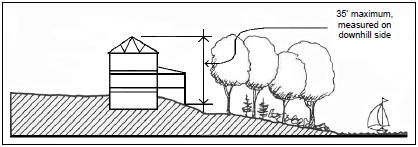 35' maximum,
measured on
downhill side